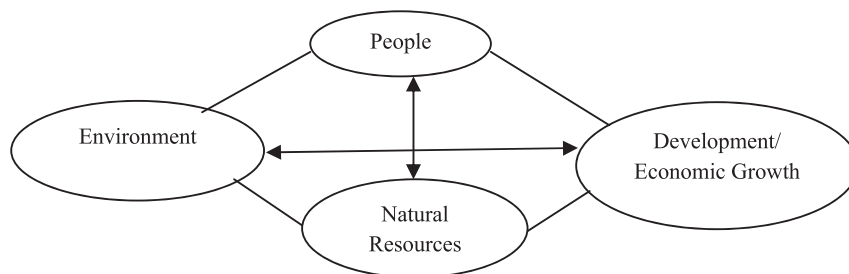 People
Environment
Development/
Economic Growth
Natural
Resources